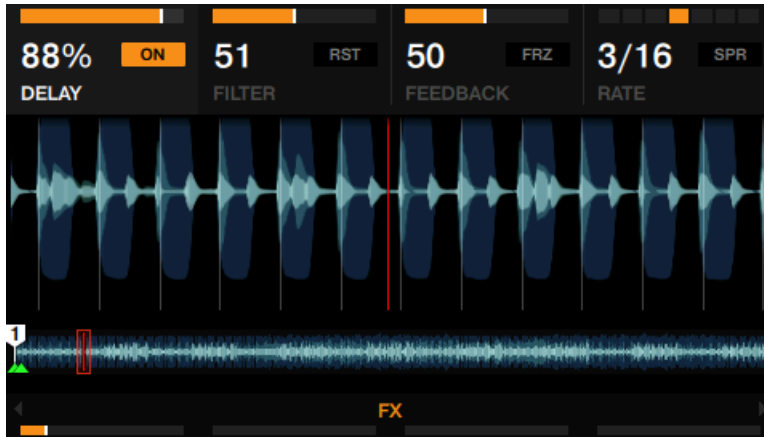 88% ON 51 RST 50 FRZ 3/16 SPR
DELAY FILTER FEEDBACK RATE
1
FX